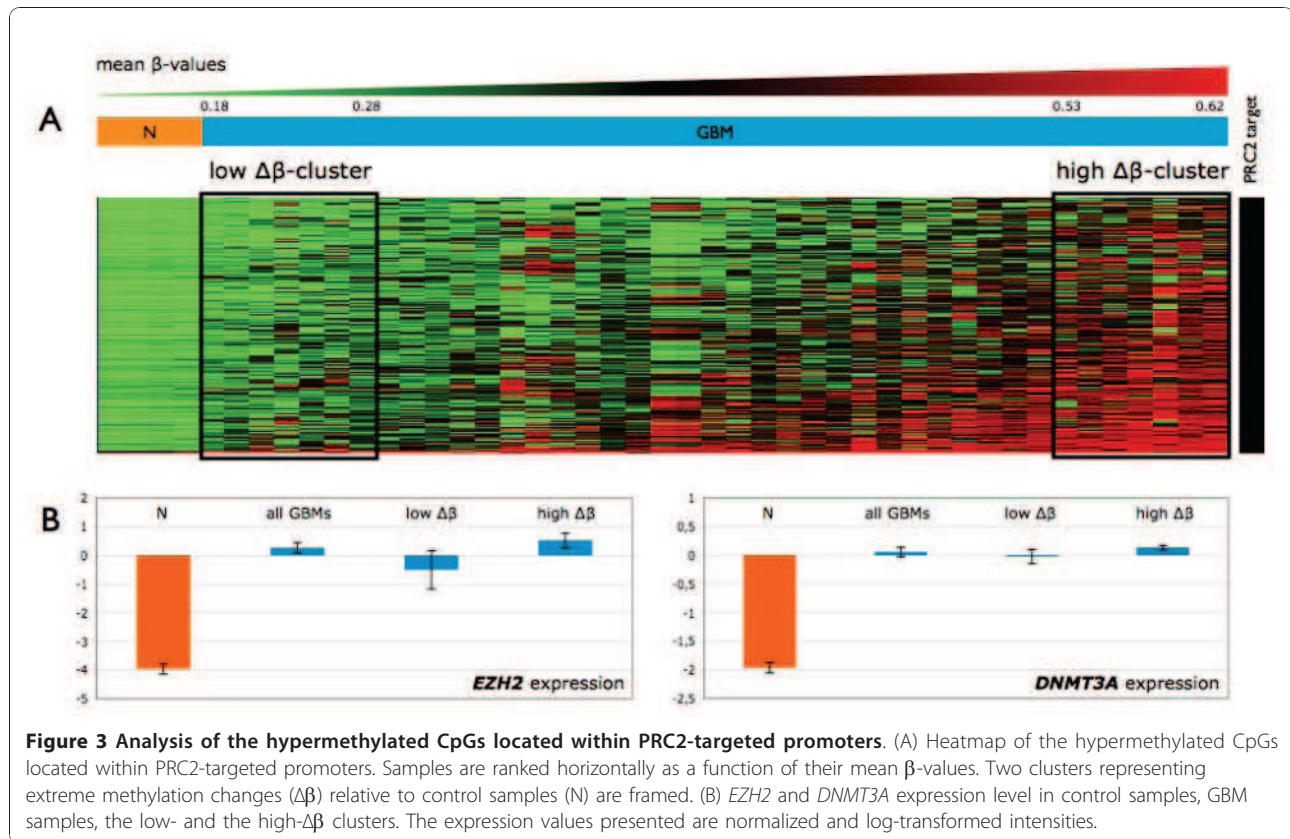 mean β-values
0.18 0.28 0.53 0.62
A
N GBM
low Δβ-cluster high Δβ-cluster
PRC2 target
B
2
1
0
-1
-2
-3
-4
-5
N all GBMs low Δβ high Δβ
EZH2 expression
1
0,5
0
-0,5
-1
-1,5
-2
-2,5
N all GBMs low Δβ high Δβ
DNMT3A expression
Figure 3 Analysis of the hypermethylated CpGs located within PRC2-targeted promoters. (A) Heatmap of the hypermethylated CpGs
located within PRC2-targeted promoters. Samples are ranked horizontally as a function of their mean β-values. Two clusters representing
extreme methylation changes (Δβ) relative to control samples (N) are framed. (B) EZH2 and DNMT3A expression level in control samples, GBM
samples, the low- and the high-Δβ clusters. The expression values presented are normalized and log-transformed intensities.